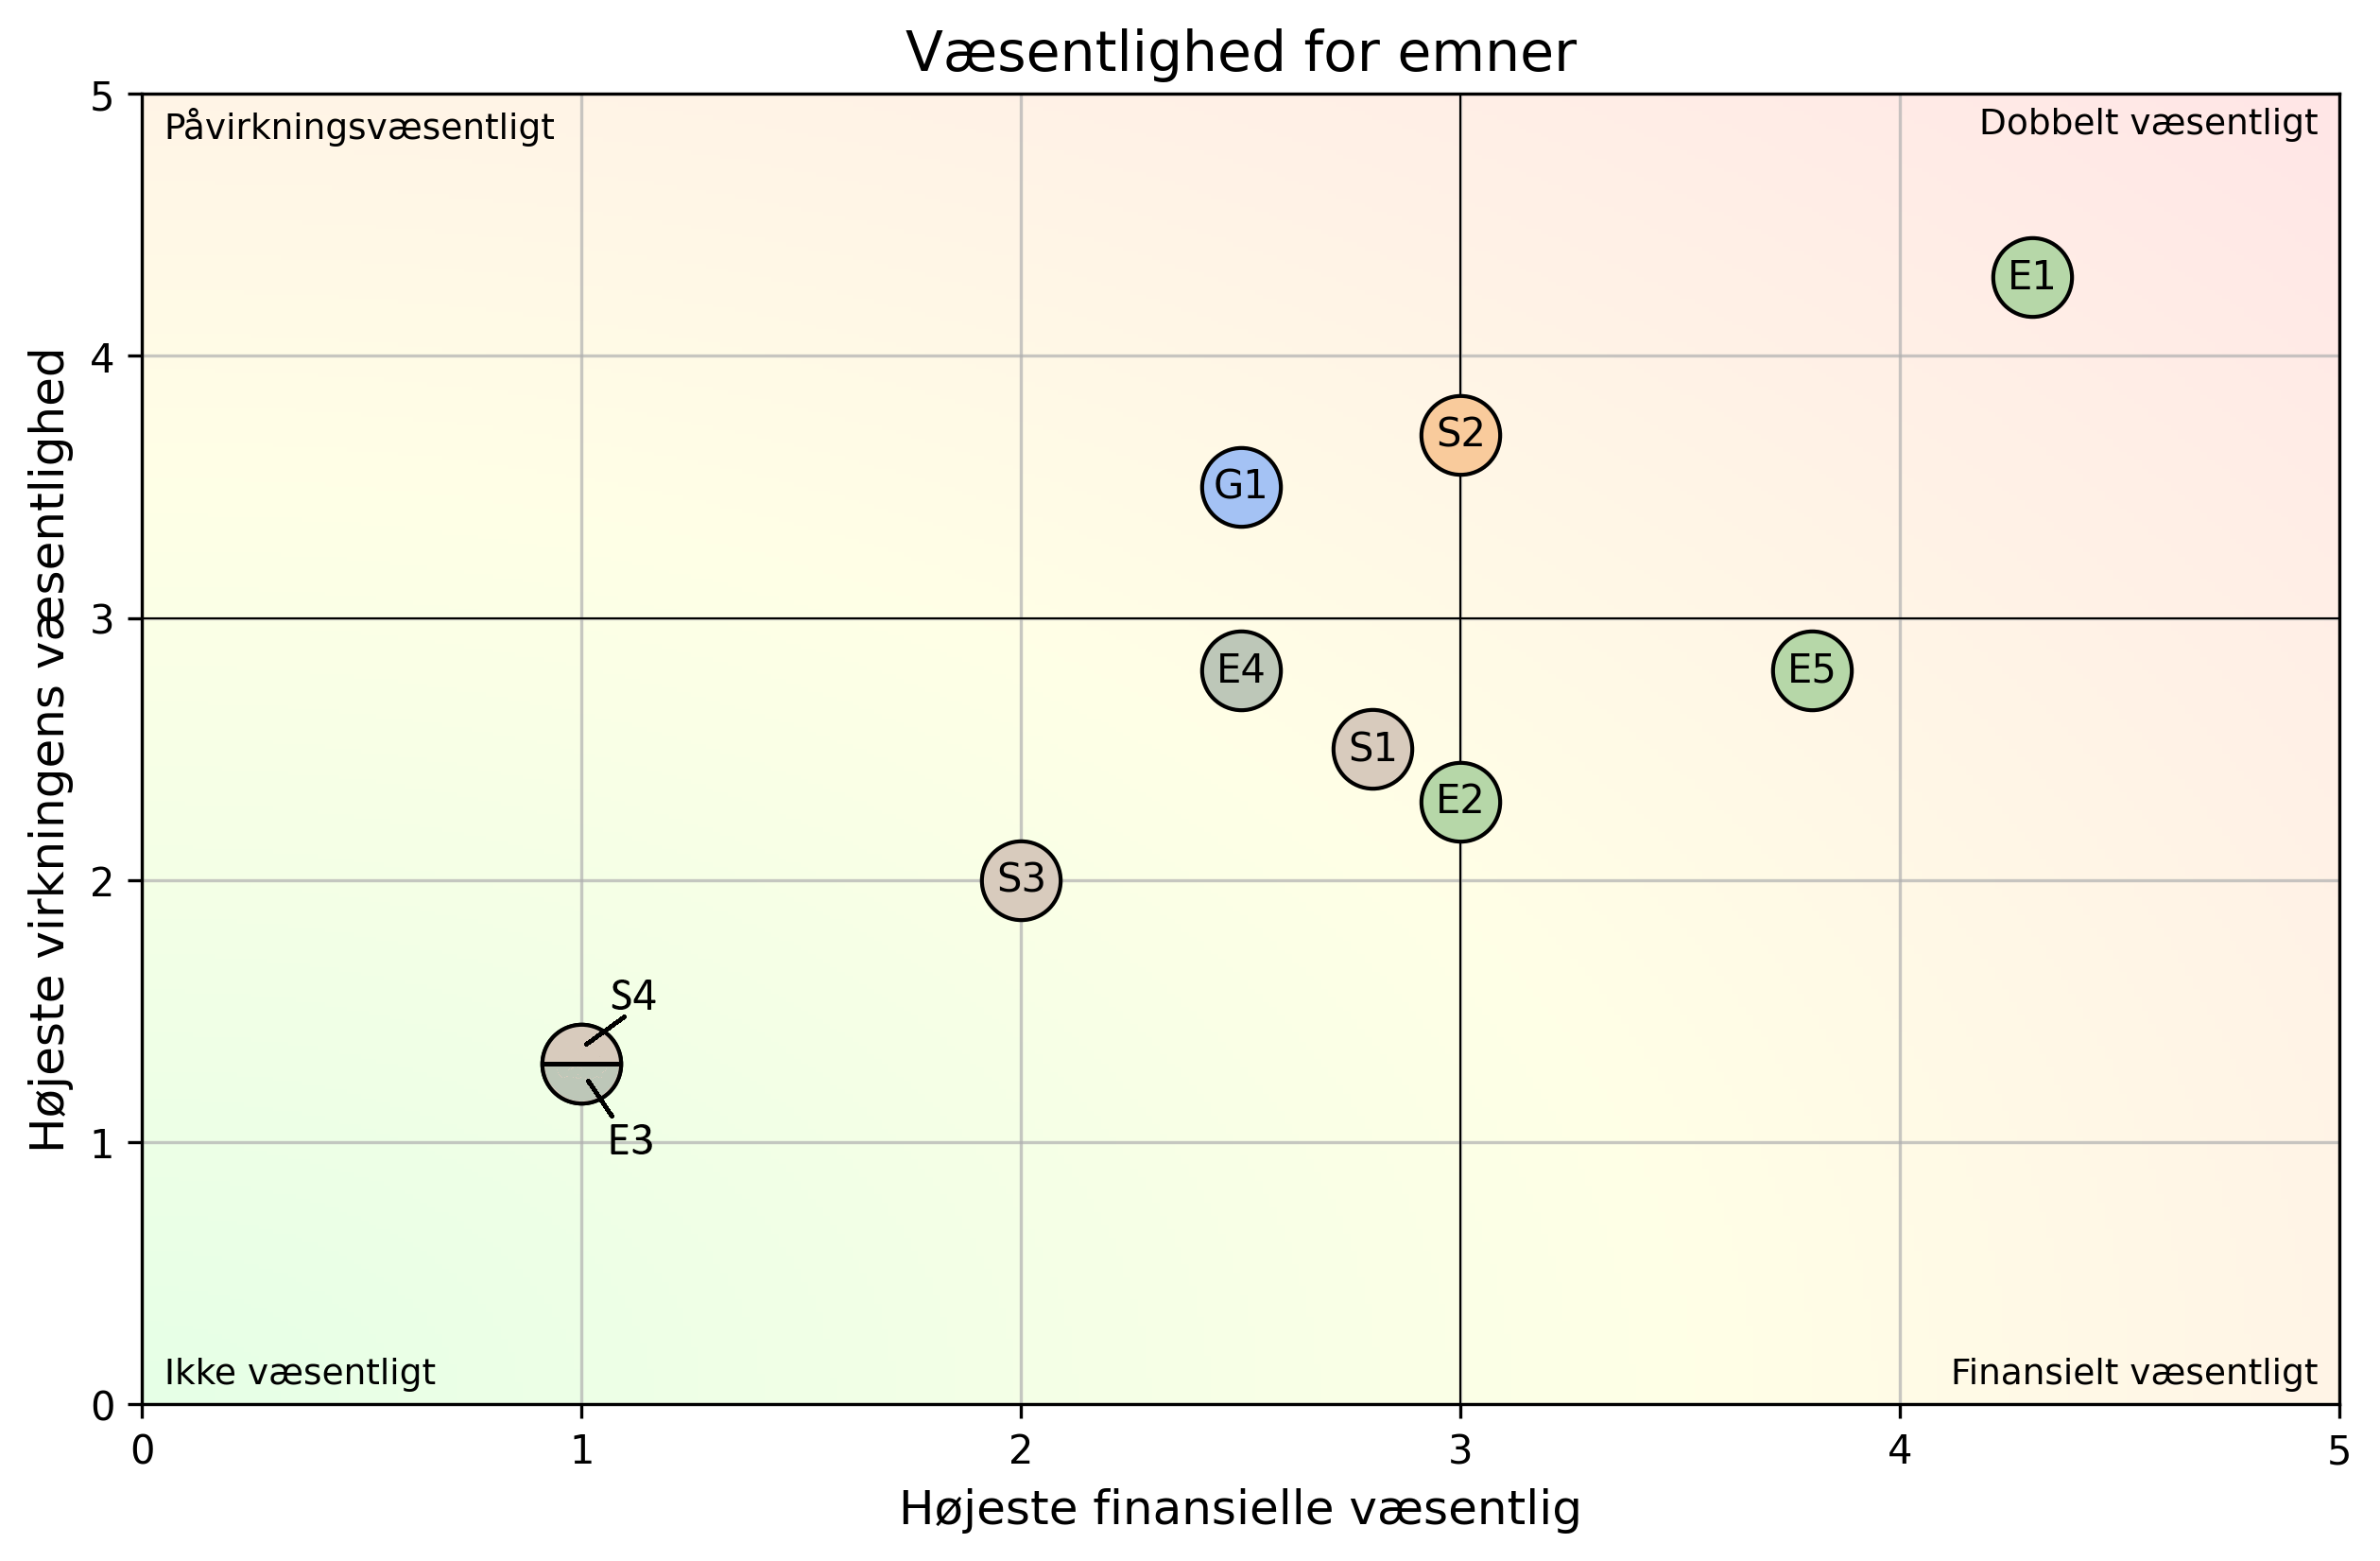 Væsentlighed for emner
5
Påvirkningsvæsentligt
Dobbelt væsentligt
E1
4
S2
G1
Højeste virkningens væsentlighed
3
E4
E5
S1
E2
2
S3
S4
E3
1
Ikke væsentligt
Finansielt væsentligt
0
0 1 2 3 4 5
Højeste finansielle væsentlig